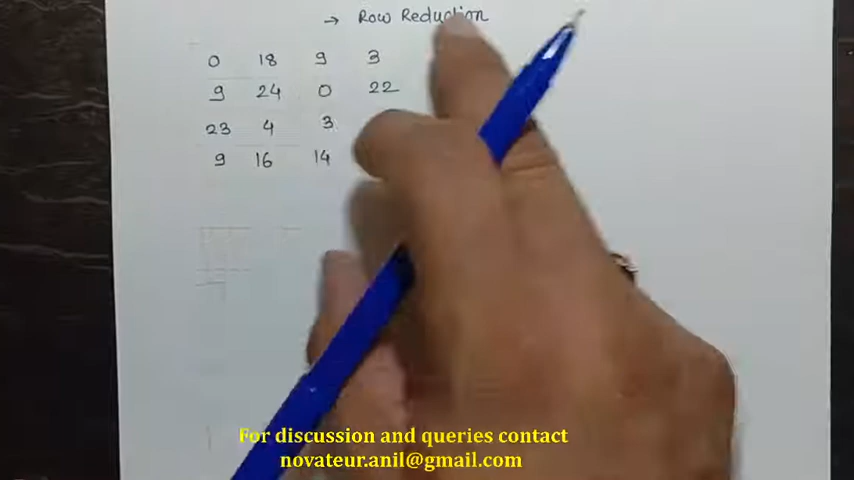 → Row Reduction
0 18 9 3
9 24 0 22
23 4 3
9 16 14
For discussion and queries contact
novateur.anil@gmail.com